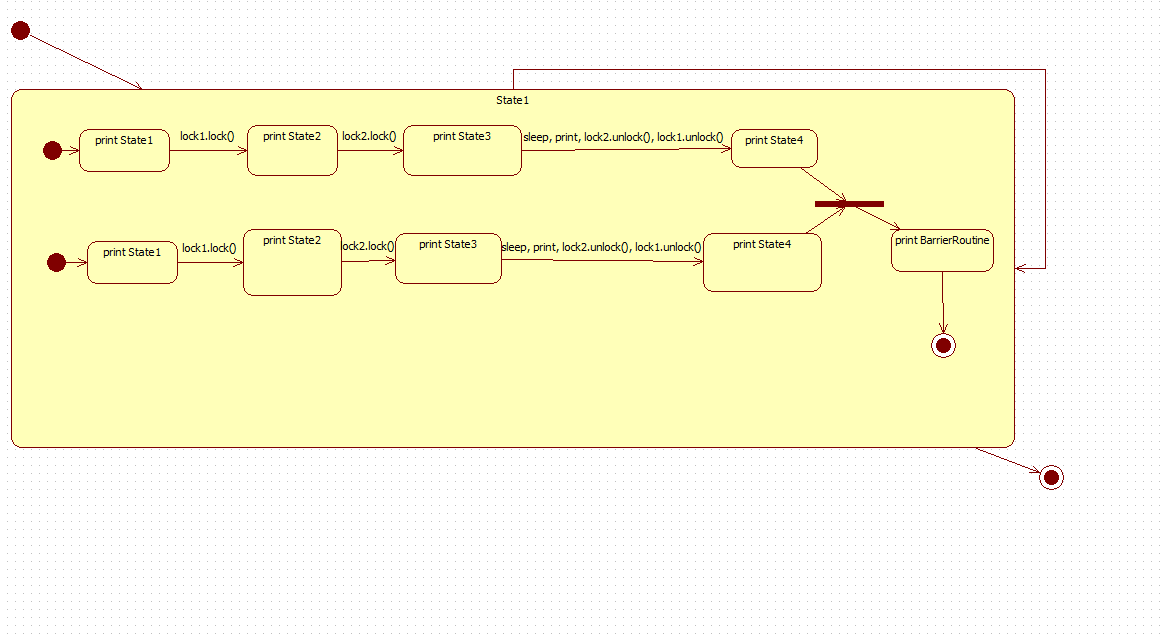 State1
print State1
lock1.lock()
print State2
lock2.lock()
print State3
sleep, print, lock2.unlock(), lock1.unlock()
print State4
print State1
lock1.lock()
print State2
ock2.lock()
print State3
sleep, print, lock2.unlock(), lock1.unlock()
print State4
print BarrierRoutine